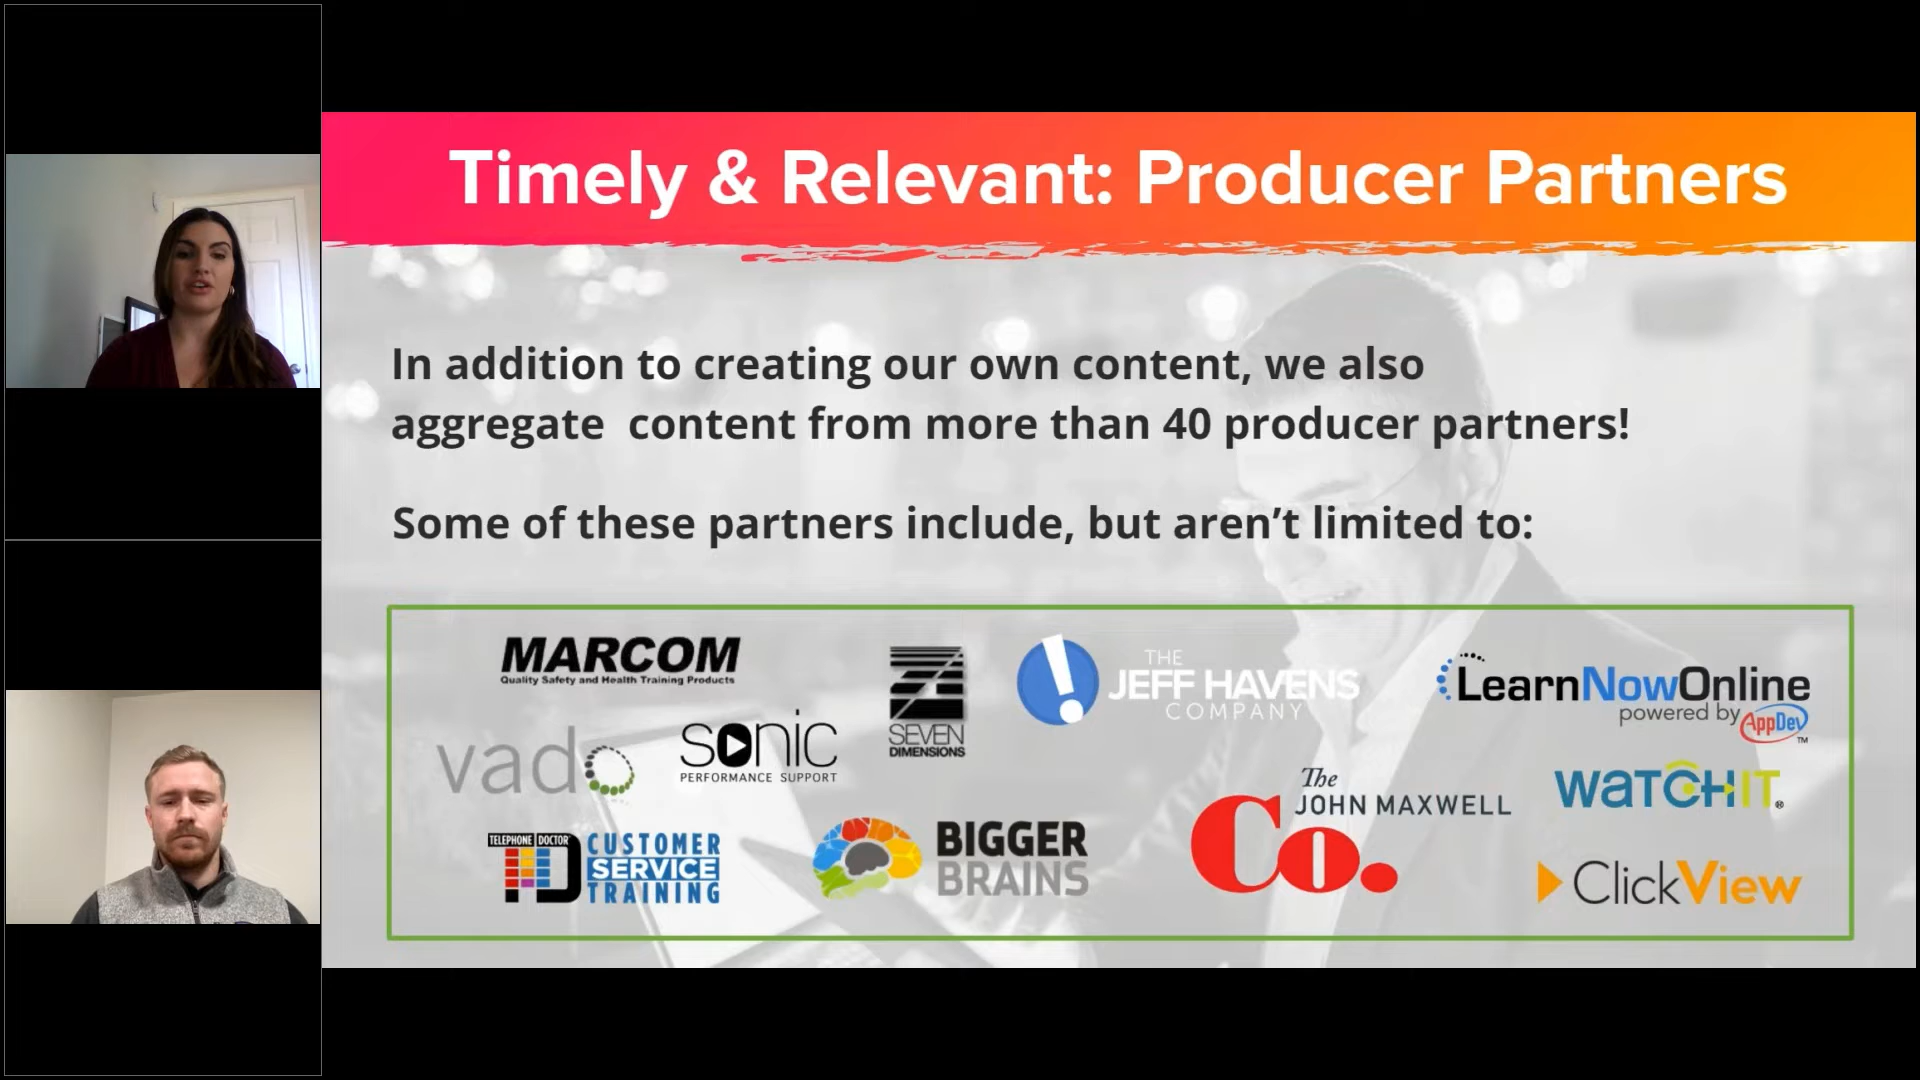 Timely & Relevant: Producer Partners
In addition to creating our own content, we also
aggregate content from more than 40 producer partners!
Some of these partners include, but aren't limited to:
MARCOM
Quality Safety and Health Training Products
SEVEN
DIMENSIONS
THE
JEFF HAVENS
COMPANY
LearnNowOnline
powered by AppDev
TM
vado
sonic
PERFORMANCE SUPPORT
The
JOHN MAXWELL
Co.
WATCHIT®
TELEPHONE DOCTOR
TD
CUSTOMER
SERVICE
TRAINING
BIGGER
BRAINS
ClickView